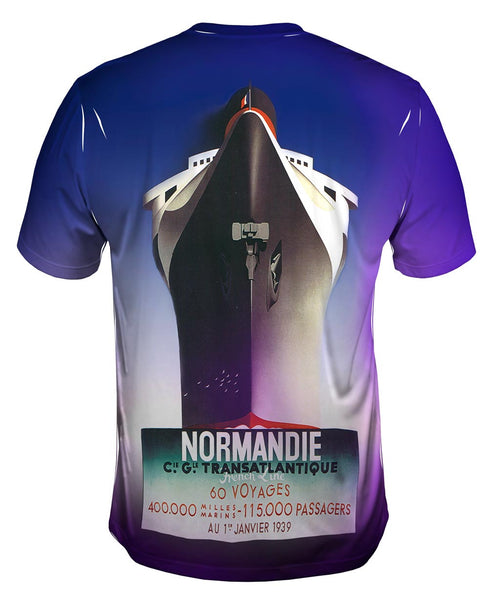 NORMANDIE
Cie Gle TRANSATLANTIQUE
French Line
60 VOYAGES
400.000 MILLES MARINS - 115.000 PASSAGERS
AU 1er JANVIER 1939